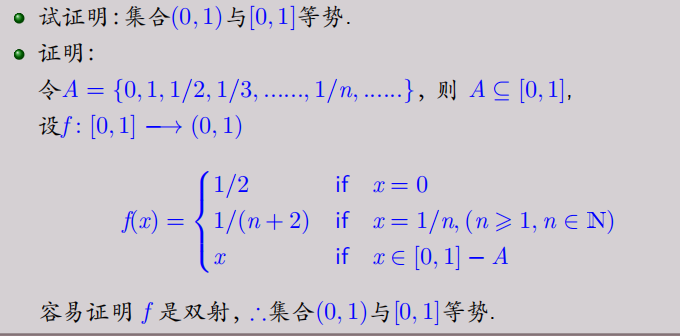 试证明:集合(0, 1)与[0, 1]等势.
证明:
令A = {0, 1, 1/2, 1/3, ......, 1/n, ......}, 则 A ⊆ [0, 1],
设f: [0, 1] ⟶ (0, 1)
f(x) = { 1/2 if x = 0
1/(n + 2) if x = 1/n, (n ⩾ 1, n ∈ ℕ)
x if x ∈ [0, 1] − A
容易证明 f 是双射, ∴集合(0, 1)与[0, 1]等势.